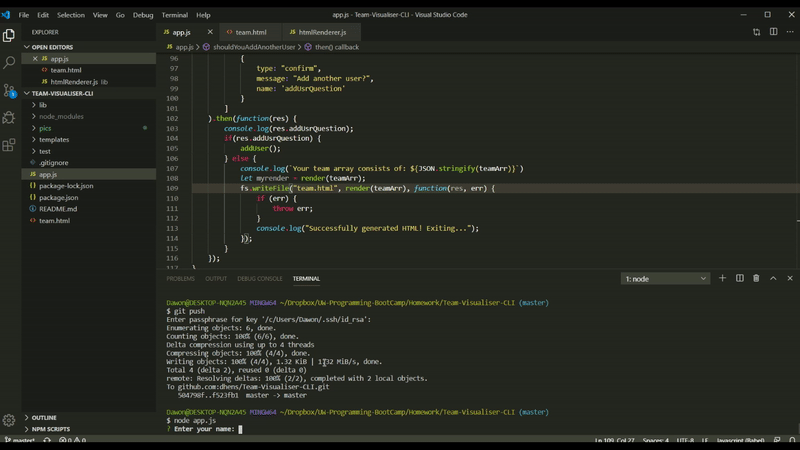 File Edit Selection View Go Debug Terminal Help
app.js - Team-Visualiser-CLI - Visual Studio Code
EXPLORER
OPEN EDITORS
app.js
team.html
htmlRenderer.js lib
TEAM-VISUALISER-CLI
lib
node_modules
pics
templates
test
.gitignore
app.js
package-lock.json
package.json
README.md
team.html
OUTLINE
NPM SCRIPTS
app.js team.html htmlRenderer.js
app.js > shouldYouAddAnotherUser > then() callback
96 {
97 type: "confirm",
98 message: "Add another user?",
99 name: 'addUsrQuestion'
100 }
101 ]
102 ).then(function(res) {
103 console.log(res.addUsrQuestion);
104 if(res.addUsrQuestion) {
105 addUser();
106 } else {
107 console.log(`Your team array consists of: ${JSON.stringify(teamArr)}`)
108 let myrender = render(teamArr);
109 fs.writeFile("team.html", render(teamArr), function(res, err) {
110 if (err) {
111 throw err;
112 }
113 console.log("Successfully generated HTML! Exiting...");
114 });
115 }
116 });
117
PROBLEMS OUTPUT DEBUG CONSOLE TERMINAL
1: node
Dawon@DESKTOP-NQN2A45 MINGW64 ~/Dropbox/UW-Programming-BootCamp/Homework/Team-Visualiser-CLI (master)
$ git push
Enter passphrase for key '/c/Users/Dawon/.ssh/id_rsa':
Enumerating objects: 6, done.
Counting objects: 100% (6/6), done.
Delta compression using up to 4 threads
Compressing objects: 100% (4/4), done.
Writing objects: 100% (4/4), 1.32 KiB | 1.32 MiB/s, done.
Total 4 (delta 2), reused 0 (delta 0)
remote: Resolving deltas: 100% (2/2), completed with 2 local objects.
To github.com:dhens/Team-Visualiser-CLI.git
504798f..f523fb1 master -> master
Dawon@DESKTOP-NQN2A45 MINGW64 ~/Dropbox/UW-Programming-BootCamp/Homework/Team-Visualiser-CLI (master)
$ node app.js
? Enter your name:
master* 0 0
Ln 109, Col 27 Spaces: 4 UTF-8 LF JavaScript (Babel)